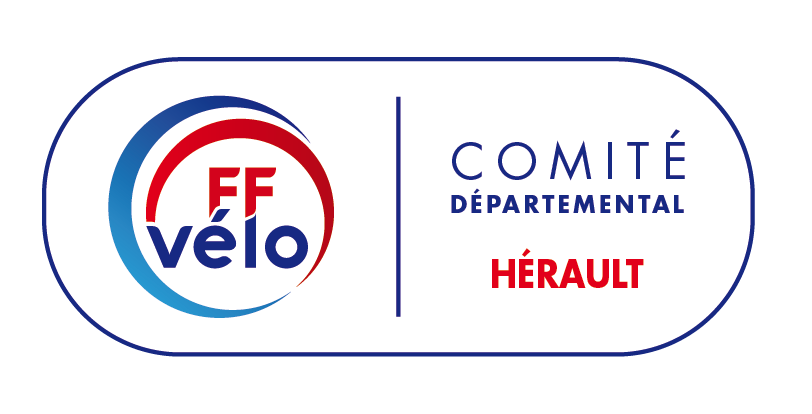 FF
vélo
COMITÉ
DÉPARTEMENTAL
HÉRAULT